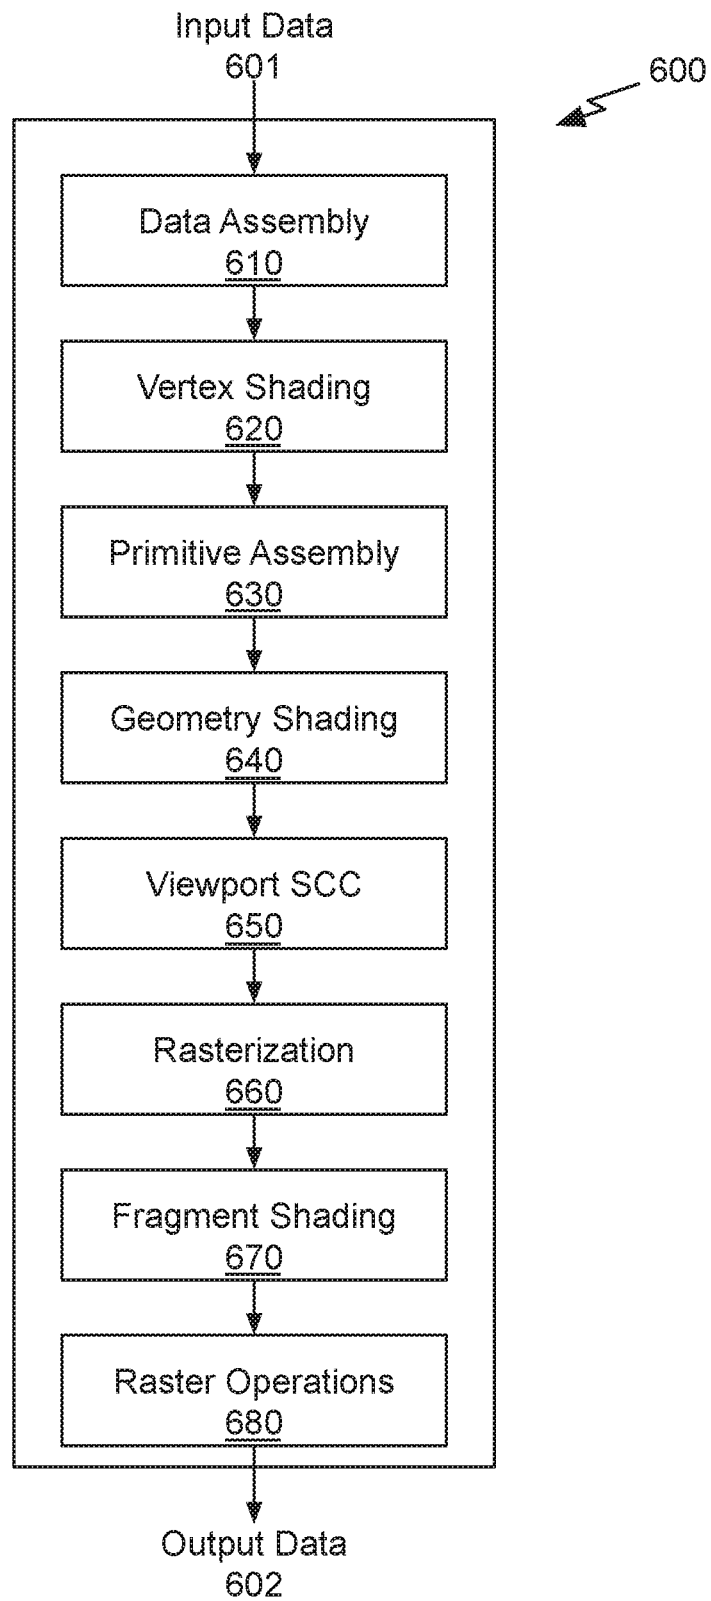 Input Data
601
600
Data Assembly
610
Vertex Shading
620
Primitive Assembly
630
Geometry Shading
640
Viewport SCC
650
Rasterization
660
Fragment Shading
670
Raster Operations
680
Output Data
602